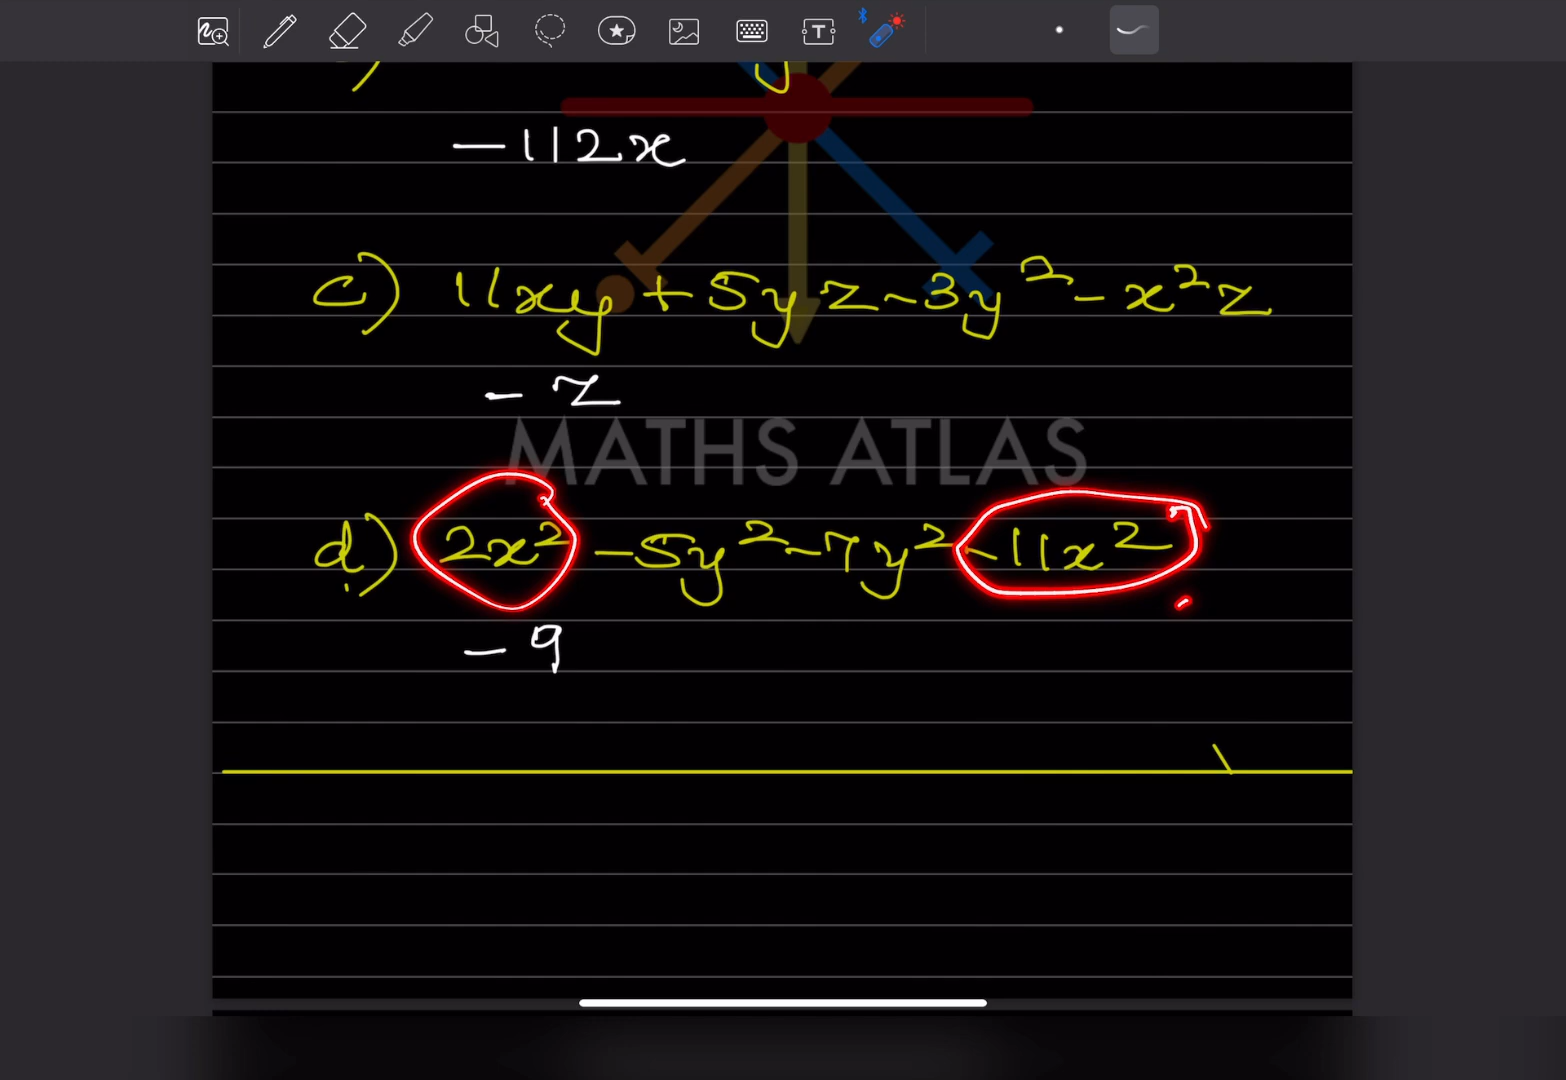 -112x
c) 11xy + 5yz - 3y² - x²z
- z
MATHS ATLAS
d) 2x² - 5y² - 7y² - 11x²
- 9